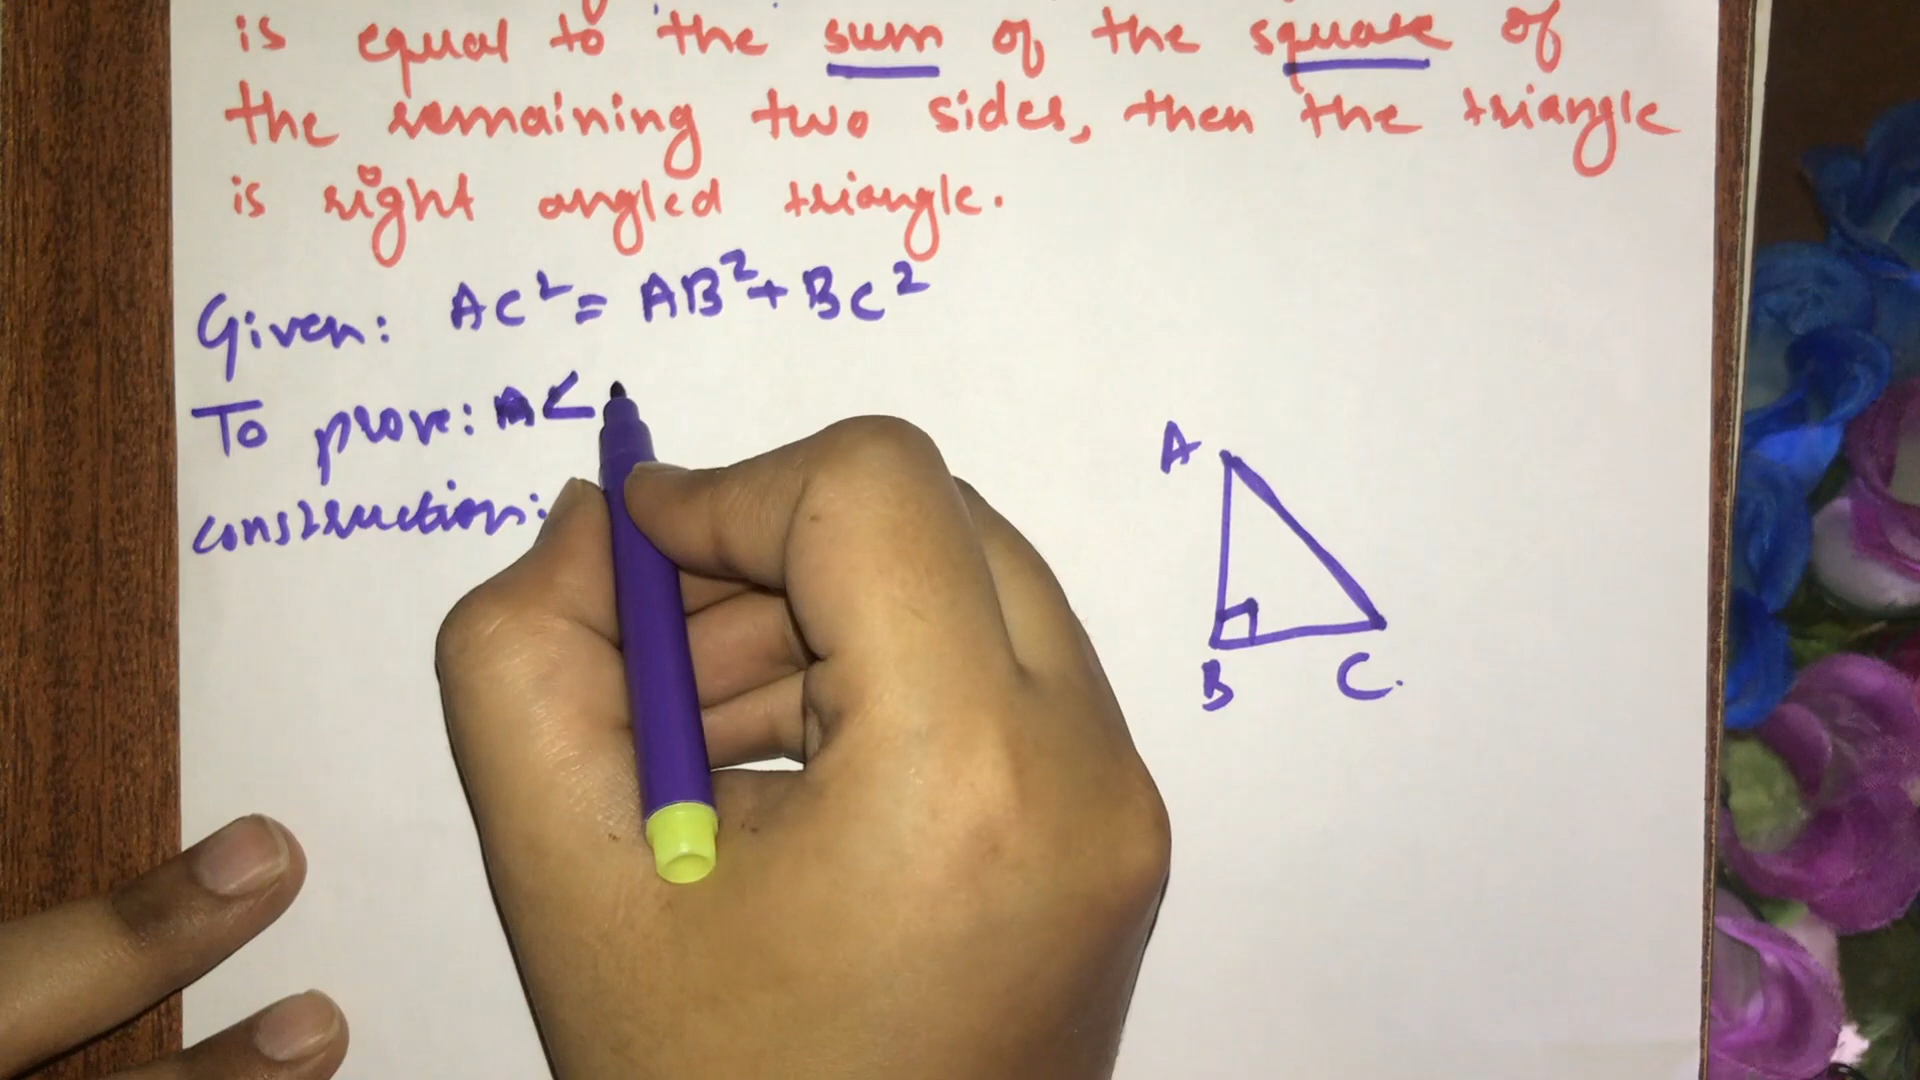 is equal to the sum of the square of
the remaining two sides, then the triangle
is right angled triangle.
Given: AC² = AB² + BC²
To prove: m∠
construction:
A
B C.